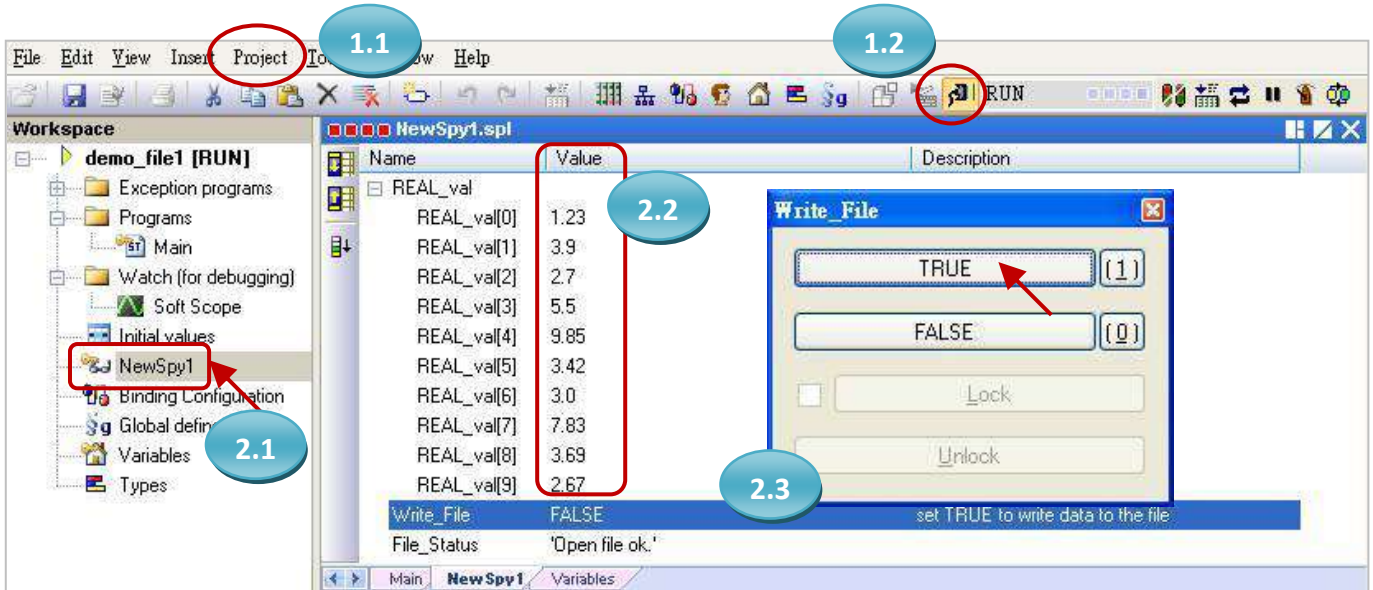 1.1
1.2
File Edit View Insert Project Help
RUN
Workspace
NewSpy1.spl
demo_file1 [RUN]
Exception programs
Programs
Main
Watch (for debugging)
Soft Scope
Initial values
NewSpy1
Binding Configuration
Global
Variables
Types
2.1
Name Value Description
REAL_val
REAL_val[0] 1.23
REAL_val[1] 3.9
REAL_val[2] 2.7
REAL_val[3] 5.5
REAL_val[4] 9.85
REAL_val[5] 3.42
REAL_val[6] 3.0
REAL_val[7] 7.83
REAL_val[8] 3.69
REAL_val[9] 2.67
Write_File FALSE set TRUE to write data to the file
File_Status 'Open file ok.'
2.2
Write_File
TRUE (1)
FALSE (0)
Lock
Unlock
2.3
Main NewSpy1 Variables